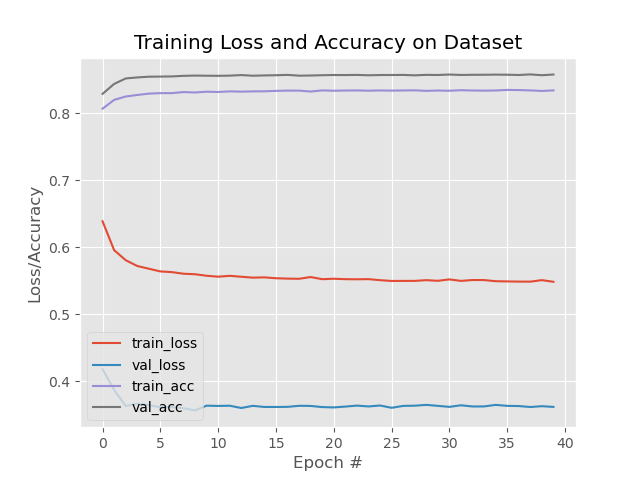 Training Loss and Accuracy on Dataset
Loss/Accuracy
0.8
0.7
0.6
0.5
0.4
train_loss
val_loss
train_acc
val_acc
0 5 10 15 20 25 30 35 40
Epoch #